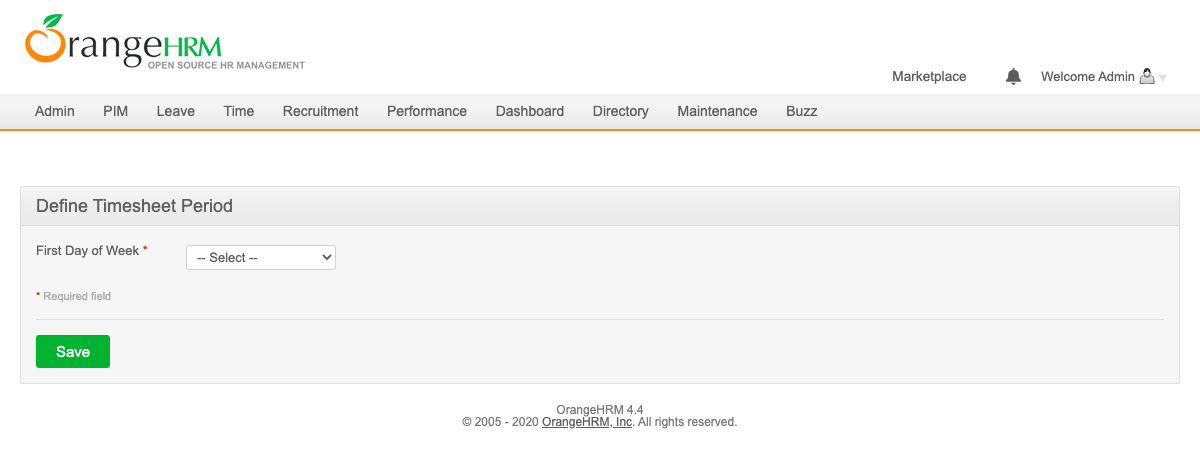 OrangeHRM
OPEN SOURCE HR MANAGEMENT
Marketplace Welcome Admin
Admin PIM Leave Time Recruitment Performance Dashboard Directory Maintenance Buzz
Define Timesheet Period
First Day of Week * -- Select --
* Required field
Save
OrangeHRM 4.4
© 2005 - 2020 OrangeHRM, Inc. All rights reserved.